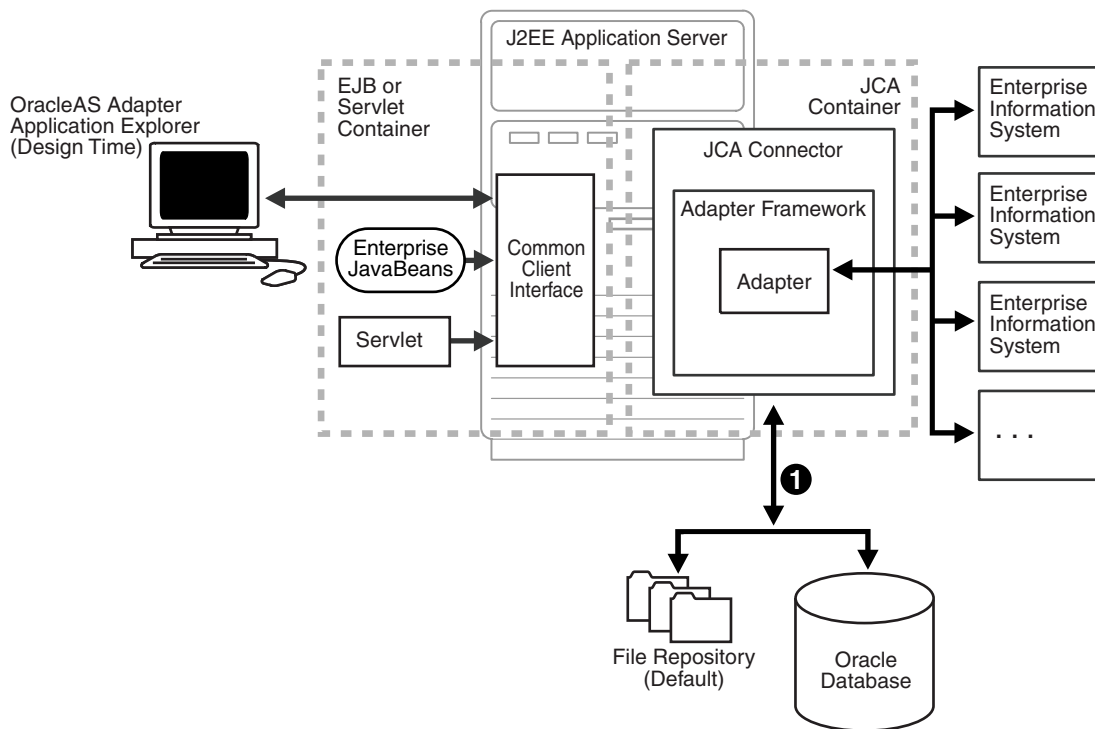 J2EE Application Server
EJB or
Servlet
Container
JCA
Container
OracleAS Adapter
Application Explorer
(Design Time)
JCA Connector
Adapter Framework
Adapter
Enterprise
JavaBeans
Common
Client
Interface
Servlet
Enterprise
Information
System
Enterprise
Information
System
Enterprise
Information
System
. . .
1
File Repository
(Default)
Oracle
Database